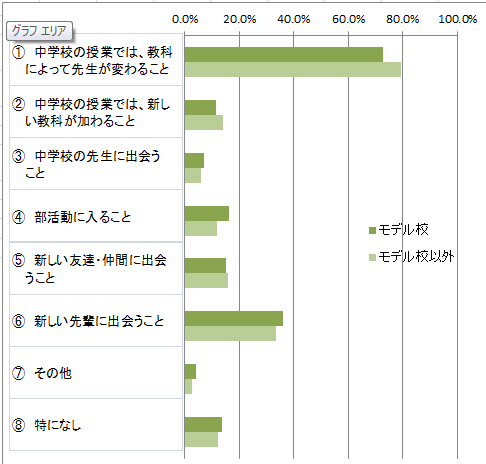 0.0% 20.0% 40.0% 60.0% 80.0% 100.0%
グラフ エリア
① 中学校の授業では、教科
によって先生が変わること
② 中学校の授業では、新し
い教科が加わること
③ 中学校の先生に出会う
こと
④ 部活動に入ること
⑤ 新しい友達・仲間に出会
うこと
⑥ 新しい先輩に出会うこと
⑦ その他
⑧ 特になし
モデル校
モデル校以外